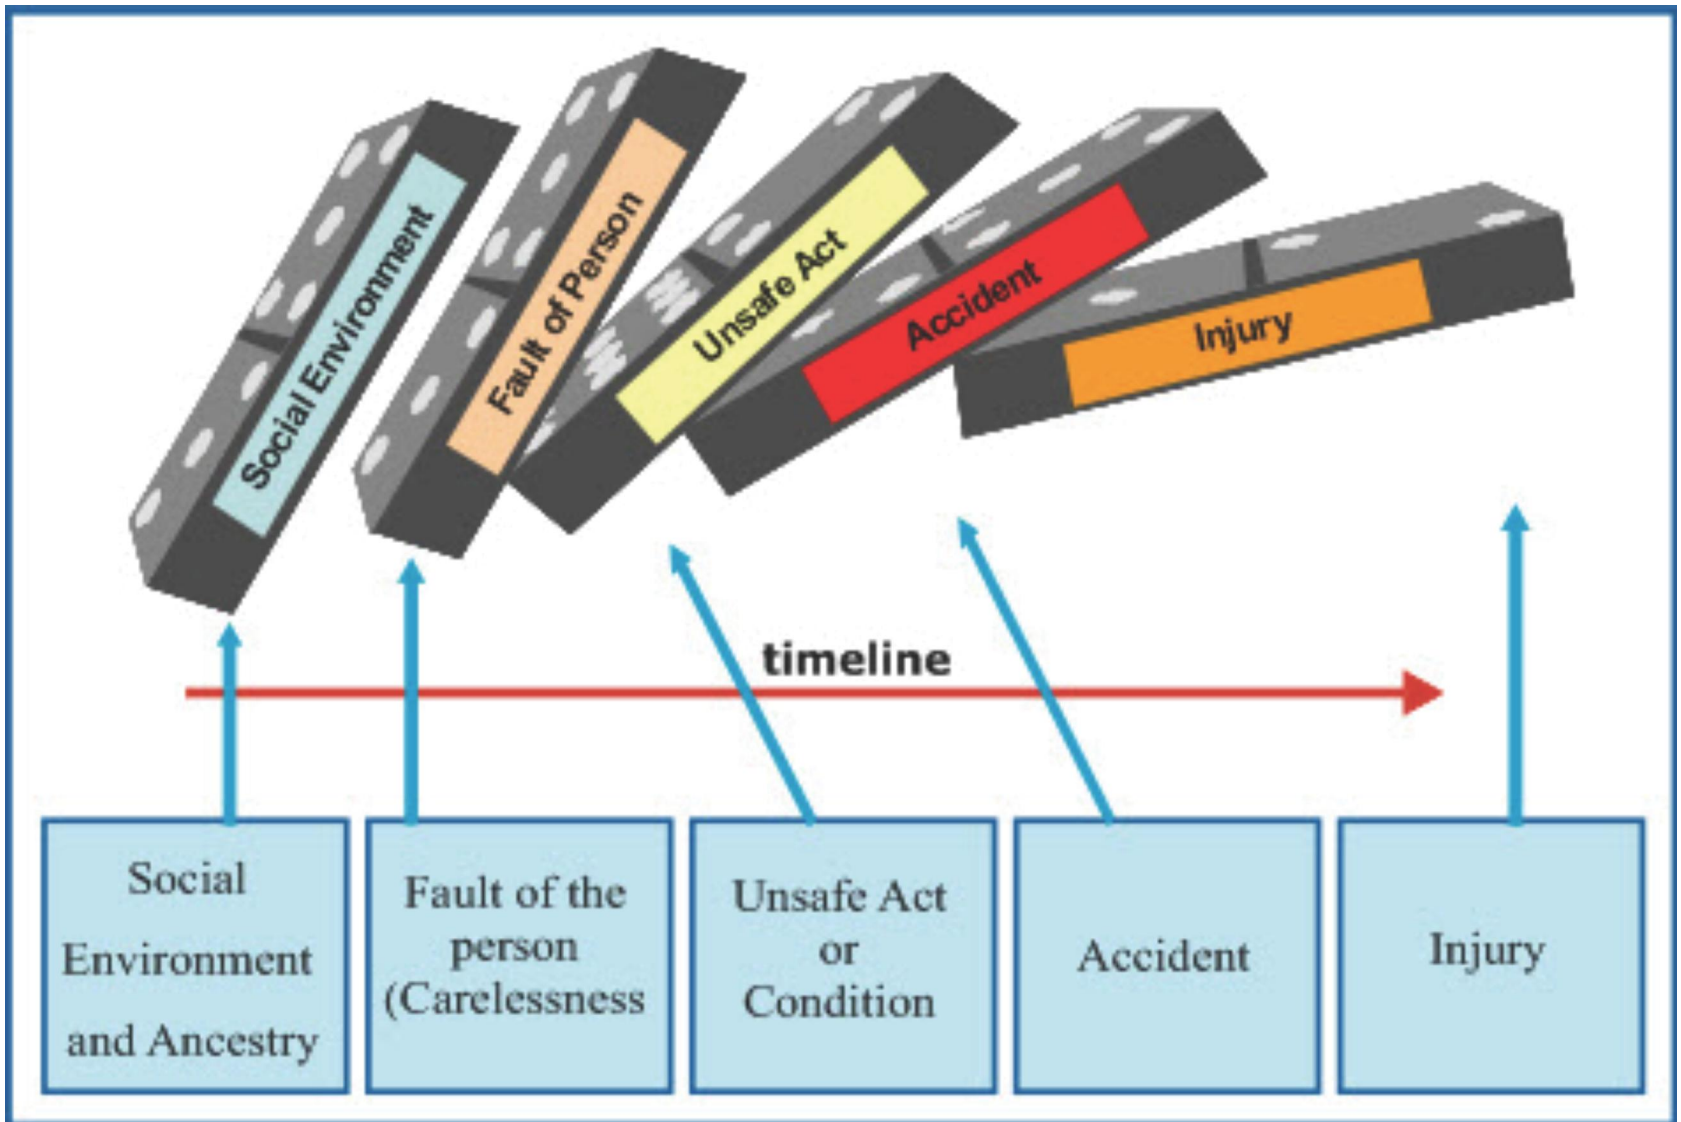 Social Environment
Fault of Person
Unsafe Act
Accident
Injury
timeline
Social
Environment
and Ancestry
Fault of the
person
(Carelessness
Unsafe Act
or
Condition
Accident
Injury